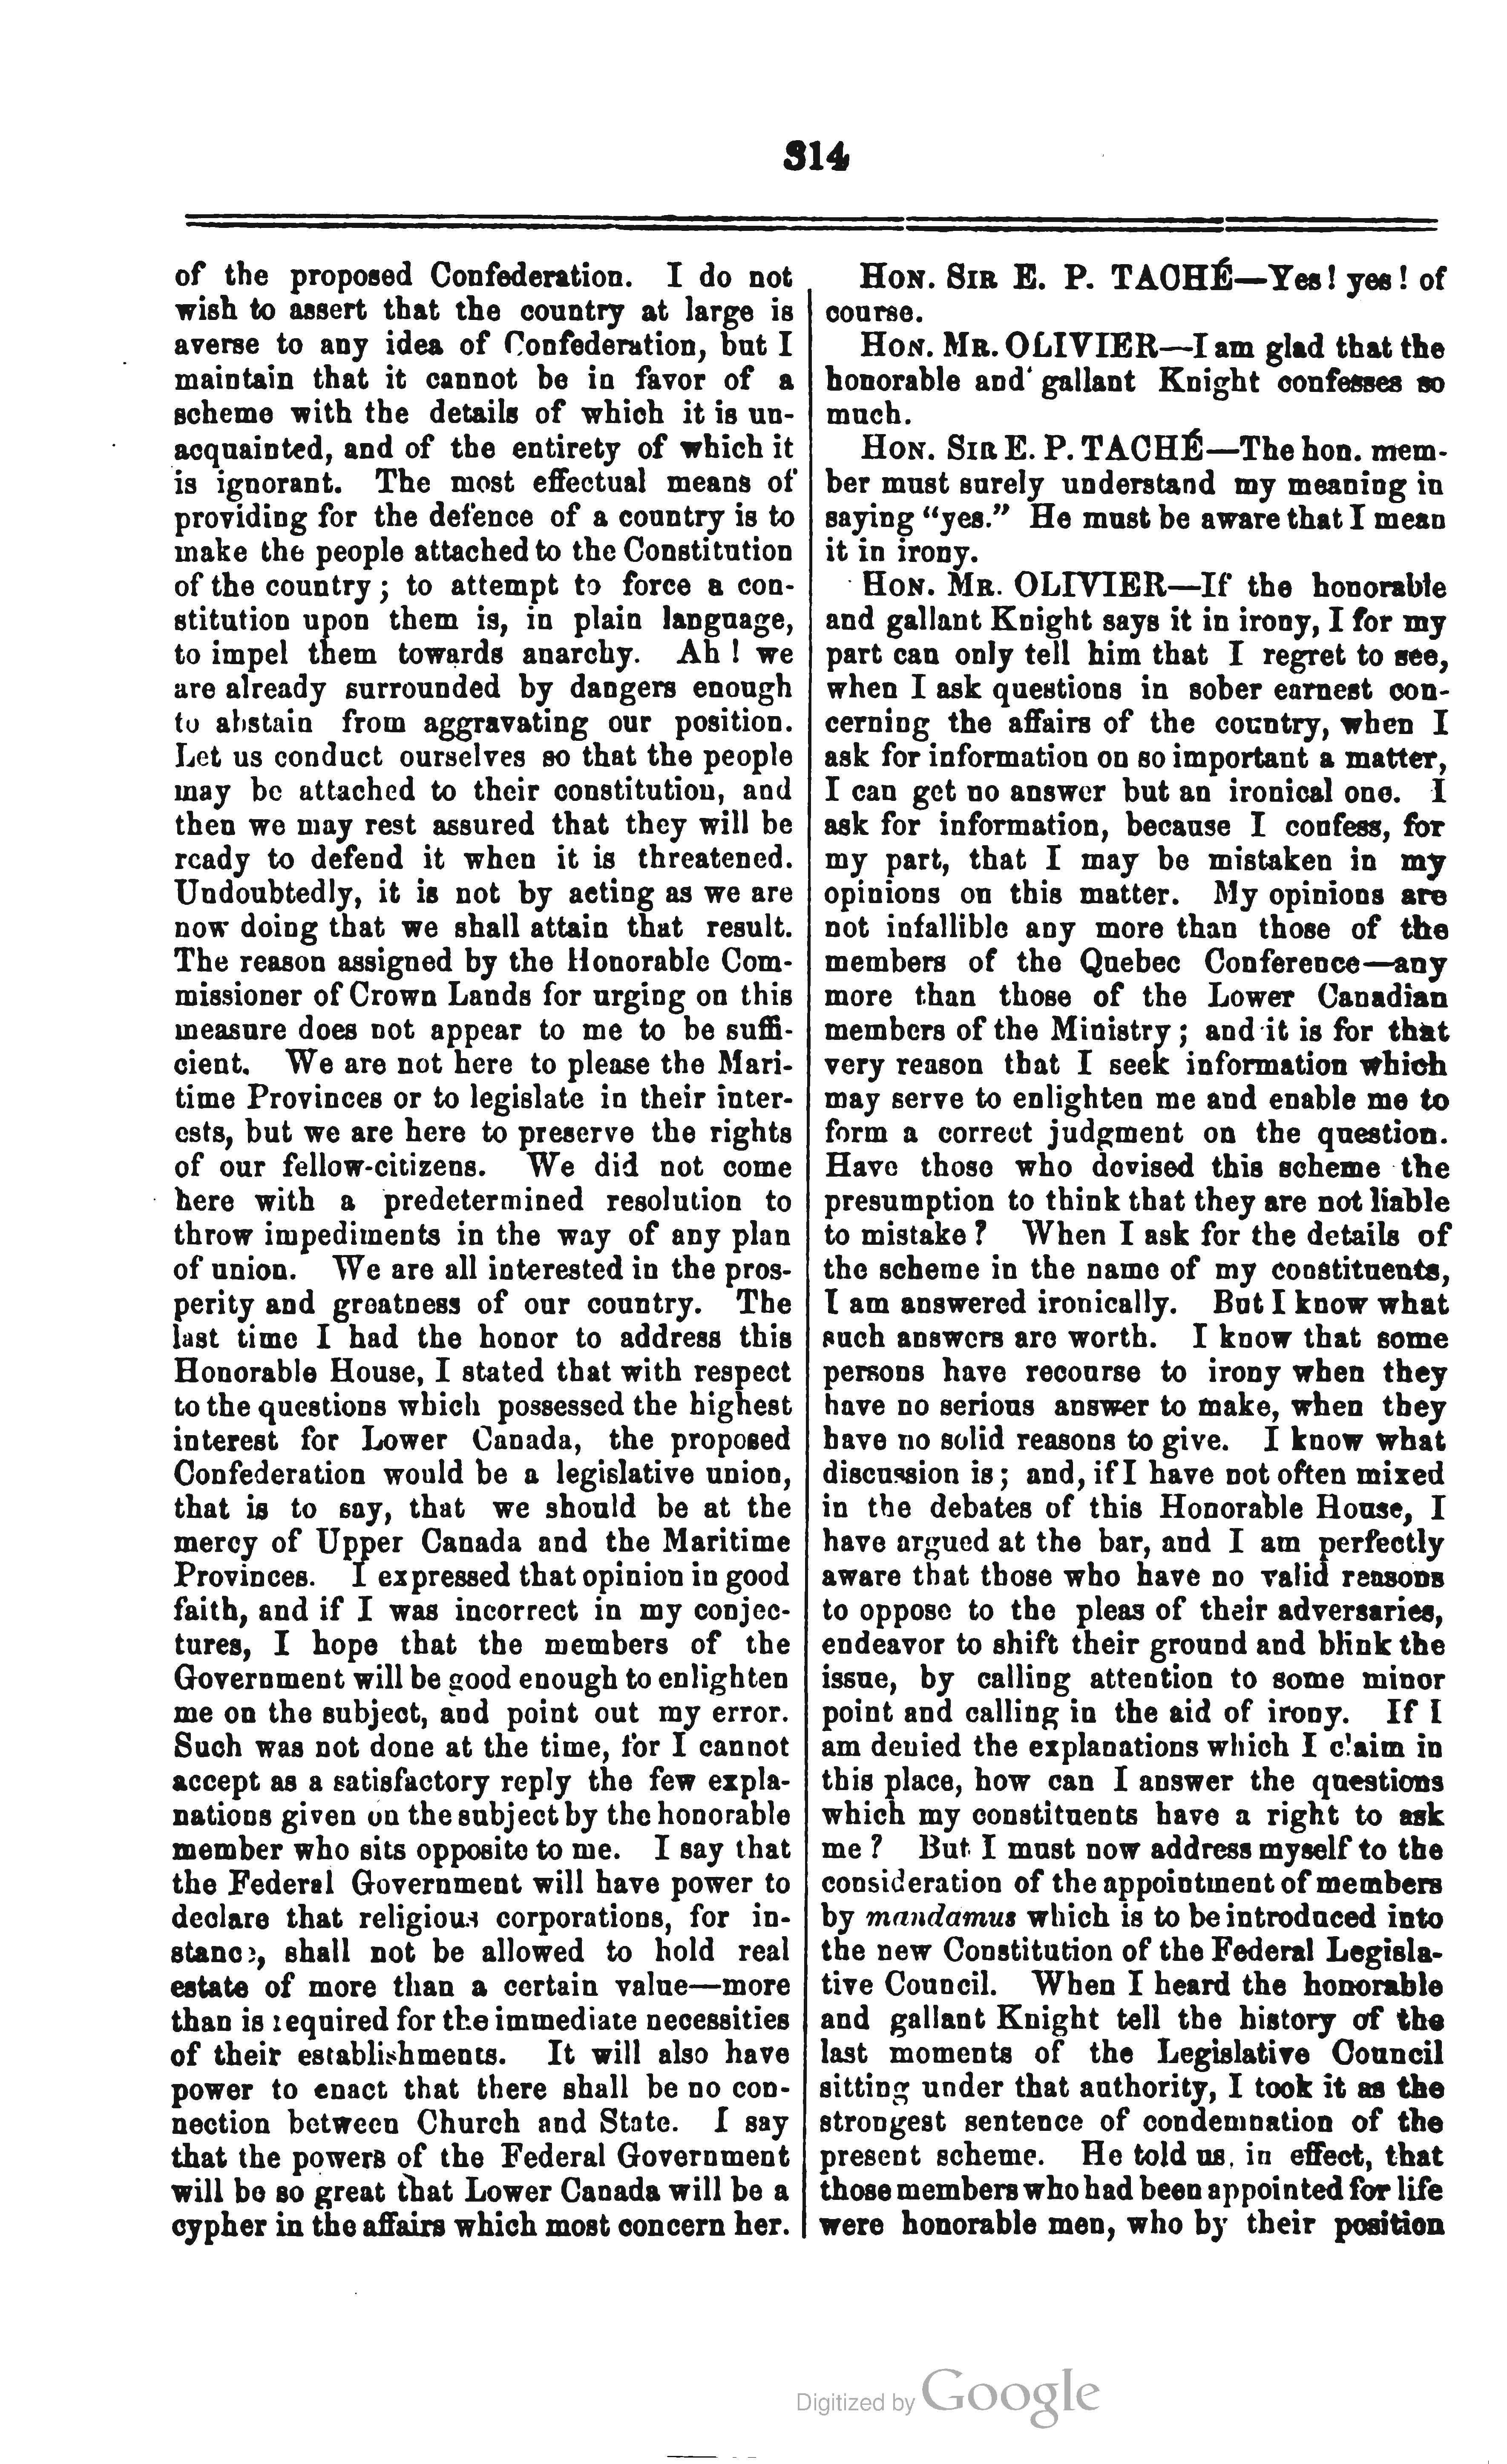 314
of the proposed Confederation. I do not
wish to assert that the country at large is
averse to any idea of Confederation, but I
maintain that it cannot be in favor of a
scheme with the details of which it is un-
acquainted, and of the entirety of which it
is ignorant. The most effectual means of
providing for the defence of a country is to
make the people attached to the Constitution
of the country; to attempt to force a con-
stitution upon them is, in plain language,
to impel them towards anarchy. Ah! we
are already surrounded by dangers enough
to abstain from aggravating our position.
Let us conduct ourselves so that the people
may be attached to their constitution, and
then we may rest assured that they will be
ready to defend it when it is threatened.
Undoubtedly, it is not by acting as we are
now doing that we shall attain that result.
The reason assigned by the Honorable Com-
missioner of Crown Lands for urging on this
measure does not appear to me to be suffi-
cient. We are not here to please the Mari-
time Provinces or to legislate in their inter-
ests, but we are here to preserve the rights
of our fellow-citizens. We did not come
here with a predetermined resolution to
throw impediments in the way of any plan
of union. We are all interested in the pros-
perity and greatness of our country. The
last time I had the honor to address this
Honorable House, I stated that with respect
to the questions which possessed the highest
interest for Lower Canada, the proposed
Confederation would be a legislative union,
that is to say, that we should be at the
mercy of Upper Canada and the Maritime
Provinces. I expressed that opinion in good
faith, and if I was incorrect in my conjec-
tures, I hope that the members of the
Government will be good enough to enlighten
me on the subject, and point out my error.
Such was not done at the time, for I cannot
accept as a satisfactory reply the few expla-
nations given on the subject by the honorable
member who sits opposite to me. I say that
the Federal Government will have power to
declare that religious corporations, for in-
stance, shall not be allowed to hold real
estate of more than a certain value—more
than is required for the immediate necessities
of their establishments. It will also have
power to enact that there shall be no con-
nection between Church and State. I say
that the powers of the Federal Government
will be so great that Lower Canada will be a
cypher in the affairs which most concern her.
HON. SIR E. P. TACHÉ—Yes! yes! of
course.
HON. MR. OLIVIER—I am glad that the
honorable and gallant Knight confesses so
much.
HON. SIR E. P. TACHÉ—The hon. mem-
ber must surely understand my meaning in
saying "yes." He must be aware that I mean
it in irony.
HON. MR. OLIVIER—If the honorable
and gallant Knight says it in irony, I for my
part can only tell him that I regret to see,
when I ask questions in sober earnest con-
cerning the affairs of the country, when I
ask for information on so important a matter,
I can get no answer but an ironical one. I
ask for information, because I confess, for
my part, that I may be mistaken in my
opinions on this matter. My opinions are
not infallible any more than those of the
members of the Quebec Conference—any
more than those of the Lower Canadian
members of the Ministry; and it is for that
very reason that I seek information which
may serve to enlighten me and enable me to
form a correct judgment on the question.
Have those who devised this scheme the
presumption to think that they are not liable
to mistake? When I ask for the details of
the scheme in the name of my constituents,
I am answered ironically. But I know what
such answers are worth. I know that some
persons have recourse to irony when they
have no serious answer to make, when they
have no solid reasons to give. I know what
discussion is; and, if I have not often mixed
in the debates of this Honorable House, I
have argued at the bar, and I am perfectly
aware that those who have no valid reasons
to oppose to the pleas of their adversaries,
endeavor to shift their ground and blink the
issue, by calling attention to some minor
point and calling in the aid of irony. If I
am denied the explanations which I claim in
this place, how can I answer the questions
which my constituents have a right to ask
me? But I must now address myself to the
consideration of the appointment of members
by mandamus which is to be introduced into
the new Constitution of the Federal Legisla-
tive Council. When I heard the honorable
and gallant Knight tell the history of the
last moments of the Legislative Council
sitting under that authority, I took it as the
strongest sentence of condemnation of the
present scheme. He told us, in effect, that
those members who had been appointed for life
were honorable men, who by their position
Digitized by Google